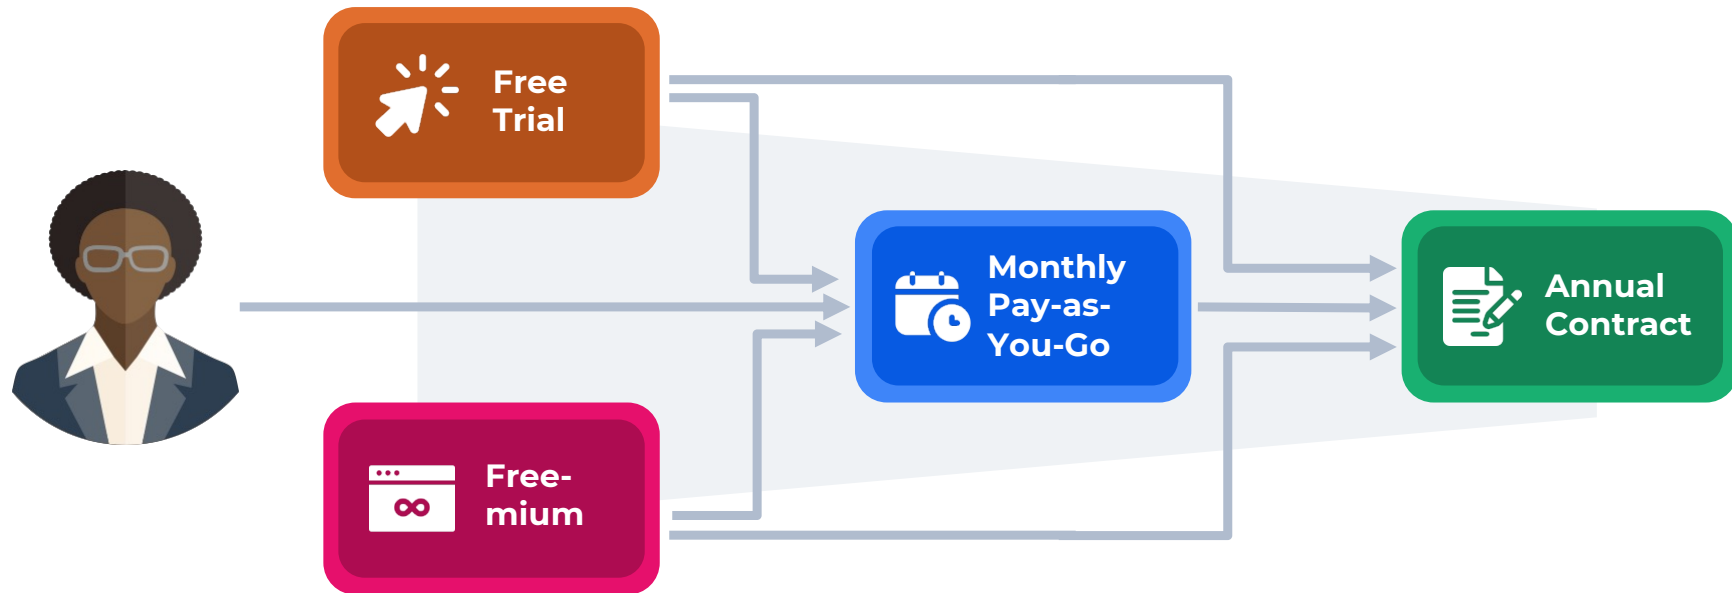 Free
Trial
Monthly
Pay-as-
You-Go
Annual
Contract
Free-
mium